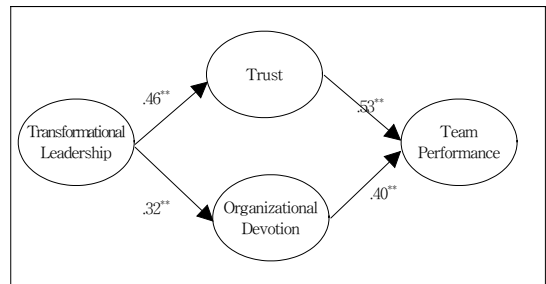 Trust
.46**
.53**
Transformational
Leadership
Team
Performance
.32**
.40**
Organizational
Devotion